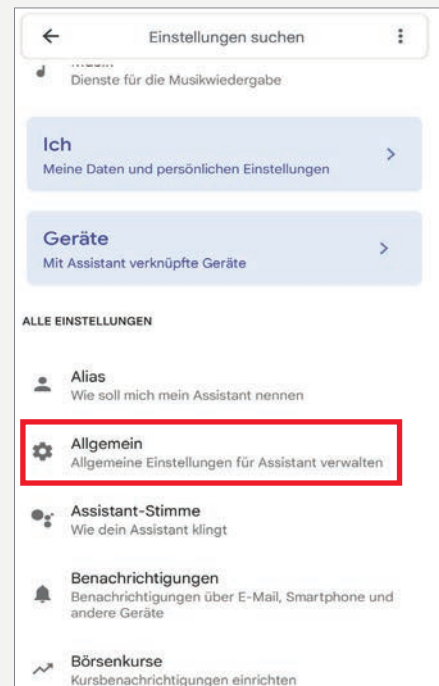 Einstellungen suchen
Dienste für die Musikwiedergabe
Ich
Meine Daten und persönlichen Einstellungen
Geräte
Mit Assistant verknüpfte Geräte
ALLE EINSTELLUNGEN
Alias
Wie soll mich mein Assistant nennen
Allgemein
Allgemeine Einstellungen für Assistant verwalten
Assistant-Stimme
Wie dein Assistant klingt
Benachrichtigungen
Benachrichtigungen über E-Mail, Smartphone und
andere Geräte
Börsenkurse
Kursbenachrichtigungen einrichten